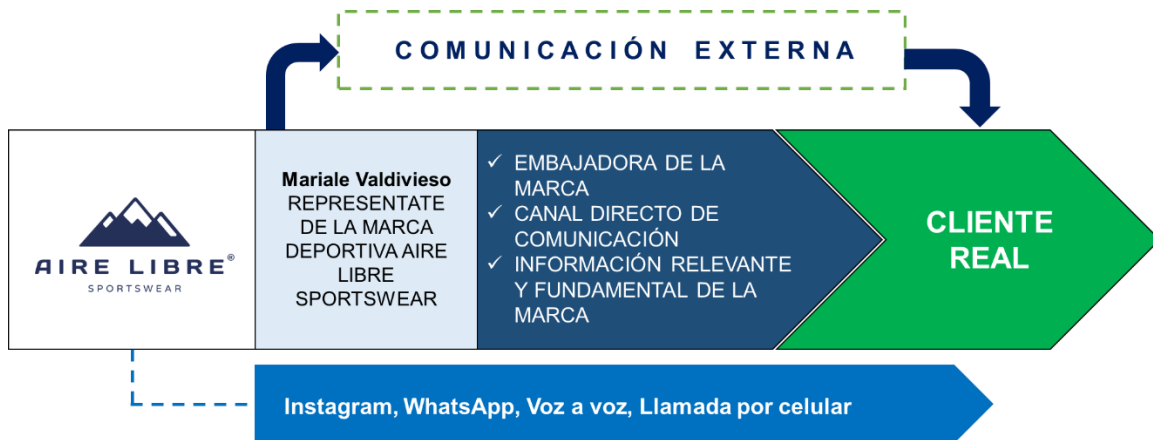 COMUNICACIÓN EXTERNA
AIRE LIBRE®
SPORTSWEAR
Mariale Valdivieso
REPRESENTATE
DE LA MARCA
DEPORTIVA AIRE
LIBRE
SPORTSWEAR
✓ EMBAJADORA DE LA
MARCA
✓ CANAL DIRECTO DE
COMUNICACIÓN
✓ INFORMACIÓN RELEVANTE
Y FUNDAMENTAL DE LA
MARCA
CLIENTE
REAL
Instagram, WhatsApp, Voz a voz, Llamada por celular